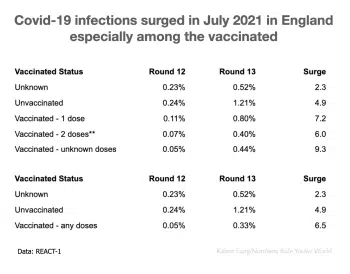 Covid-19 infections surged in July 2021 in England
especially among the vaccinated
Vaccinated Status Round 12 Round 13 Surge
Unknown 0.23% 0.52% 2.3
Unvaccinated 0.24% 1.21% 4.9
Vaccinated - 1 dose 0.11% 0.80% 7.2
Vaccinated - 2 doses** 0.07% 0.40% 6.0
Vaccinated - unknown doses 0.05% 0.44% 9.3
Vaccinated Status Round 12 Round 13 Surge
Unknown 0.23% 0.52% 2.3
Unvaccinated 0.24% 1.21% 4.9
Vaccinated - any doses 0.05% 0.33% 6.5
Data: REACT-1 Kaiser Fung/Numbers Rule Your World